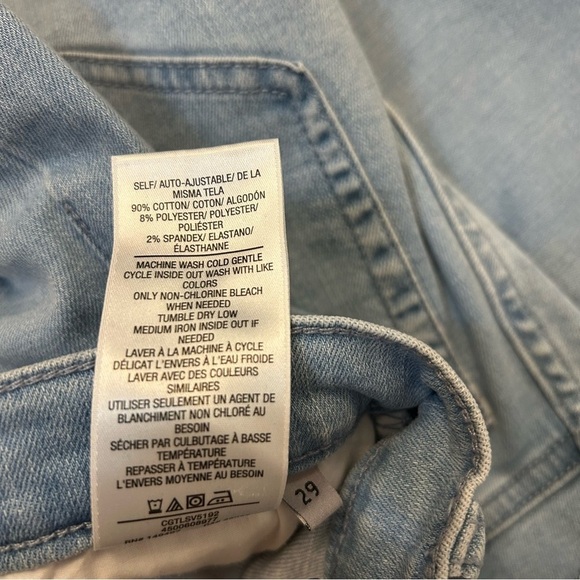 SELF/ AUTO-AJUSTABLE/ DE LA
MISMA TELA
90% COTTON/ COTON/ ALGODÓN
8% POLYESTER/ POLYESTER/
POLIÉSTER
2% SPANDEX/ ELASTANO/
ÉLASTHANNE
MACHINE WASH COLD GENTLE
CYCLE INSIDE OUT WASH WITH LIKE
COLORS
ONLY NON-CHLORINE BLEACH
WHEN NEEDED
TUMBLE DRY LOW
MEDIUM IRON INSIDE OUT IF
NEEDED
LAVER À LA MACHINE À CYCLE
DÉLICAT L'ENVERS À L'EAU FROIDE
LAVER AVEC DES COULEURS
SIMILAIRES
UTILISER SEULEMENT UN AGENT DE
BLANCHIMENT NON CHLORÉ AU
BESOIN
SÉCHER PAR CULBUTAGE À BASSE
TEMPÉRATURE
REPASSER À TEMPÉRATURE
L'ENVERS MOYENNE AU BESOIN
CGTLSV5192
4500608977
29